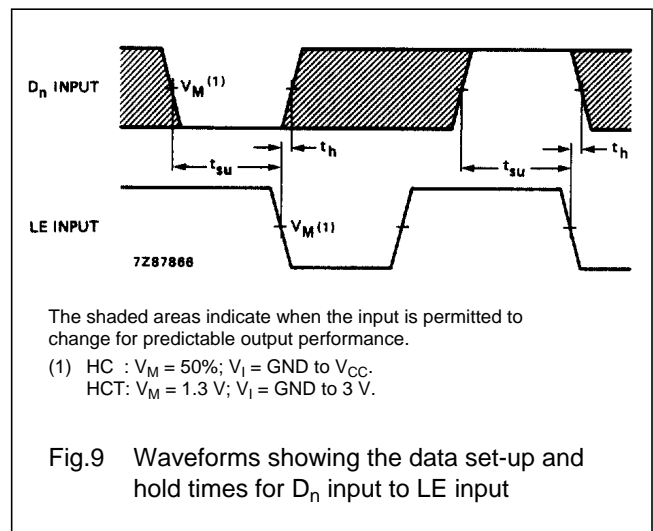 Dn INPUT
VM(1)
th
th
tsu
tsu
LE INPUT
VM(1)
7Z87866
The shaded areas indicate when the input is permitted to
change for predictable output performance.
(1) HC : VM = 50%; VI = GND to VCC.
HCT: VM = 1.3 V; VI = GND to 3 V.
Fig.9 Waveforms showing the data set-up and
hold times for Dn input to LE input